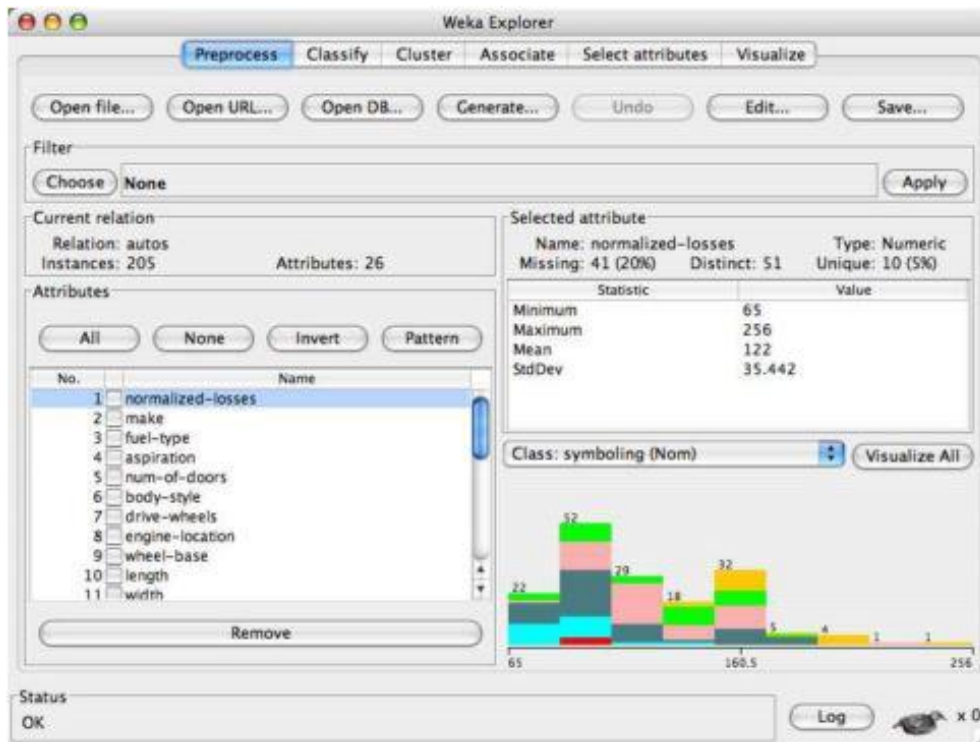 Weka Explorer
Preprocess Classify Cluster Associate Select attributes Visualize
Open file... Open URL... Open DB... Generate... Undo Edit... Save...
Filter
Choose None Apply
Current relation
Relation: autos
Instances: 205 Attributes: 26
Attributes
All None Invert Pattern
No. Name
1 normalized-losses
2 make
3 fuel-type
4 aspiration
5 num-of-doors
6 body-style
7 drive-wheels
8 engine-location
9 wheel-base
10 length
11 width
Remove
Selected attribute
Name: normalized-losses Type: Numeric
Missing: 41 (20%) Distinct: 51 Unique: 10 (5%)
Statistic Value
Minimum 65
Maximum 256
Mean 122
StdDev 35.442
Class: symboling (Nom) Visualize All
22 52 29 18 32 5 4 1 1
65 160.5 256
Status
OK
Log x 0